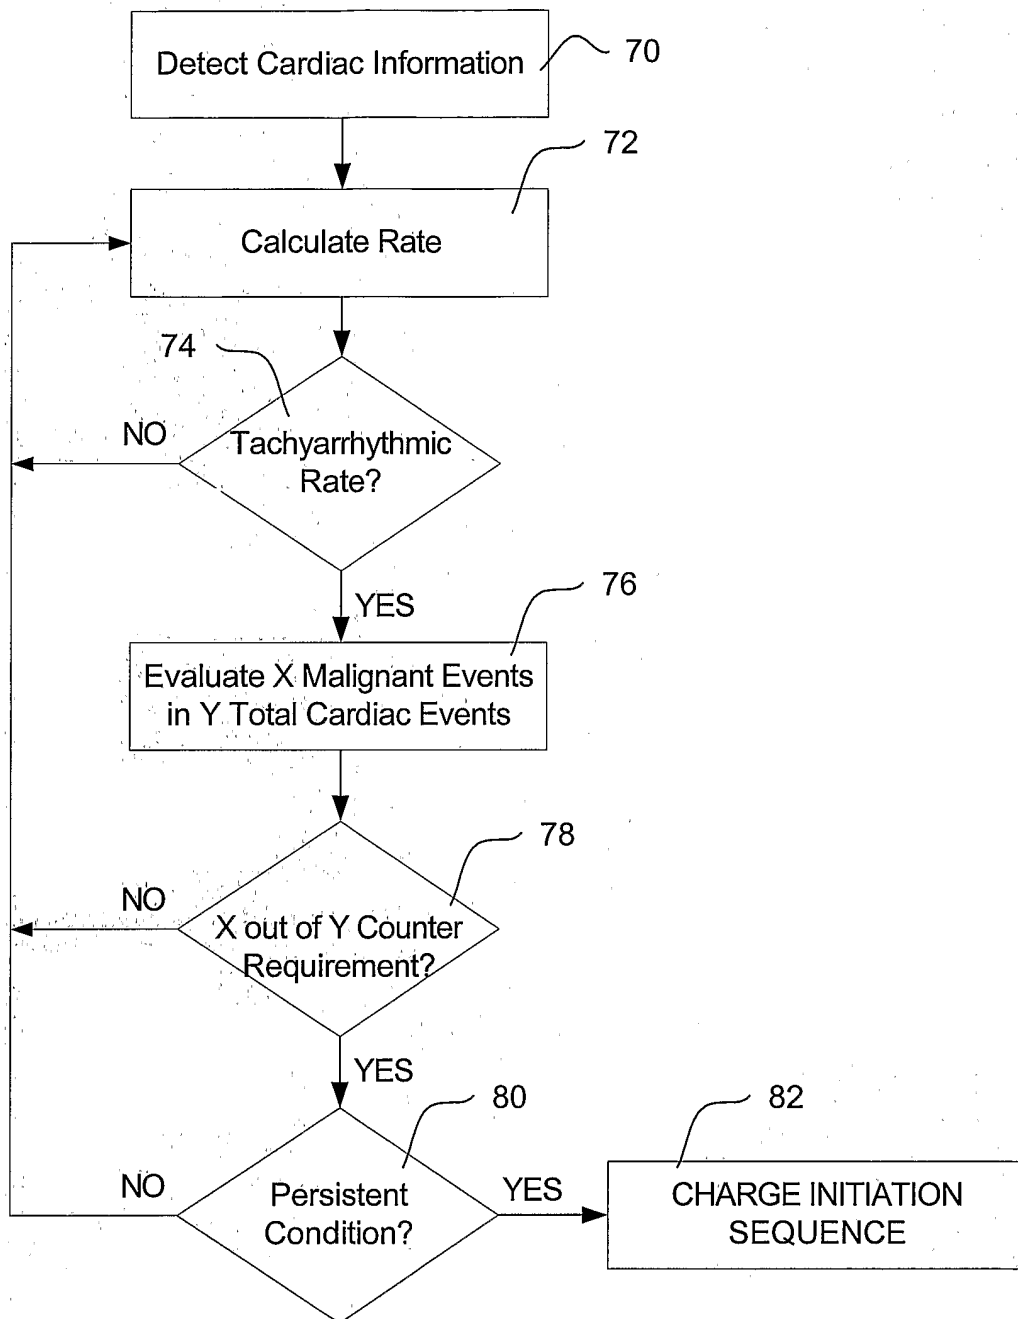 Detect Cardiac Information
70
72
Calculate Rate
74
NO
Tachyarrhythmic
Rate?
YES
76
Evaluate X Malignant Events
in Y Total Cardiac Events
78
NO
X out of Y Counter
Requirement?
YES
80
82
NO
Persistent
Condition?
YES
CHARGE INITIATION
SEQUENCE